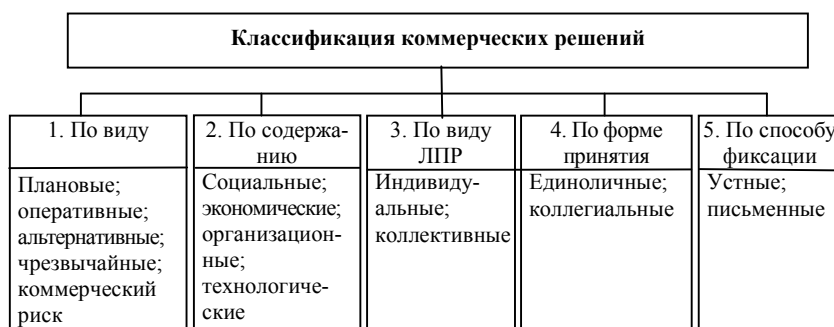 Классификация коммерческих решений
1. По виду
Плановые;
оперативные;
альтернативные;
чрезвычайные;
коммерческий
риск
2. По содержа-
нию
Социальные;
экономические;
организацион-
ные;
технологиче-
ские
3. По виду
ЛПР
Индивиду-
альные;
коллективные
4. По форме
принятия
Единоличные;
коллегиальные
5. По способу
фиксации
Устные;
письменные